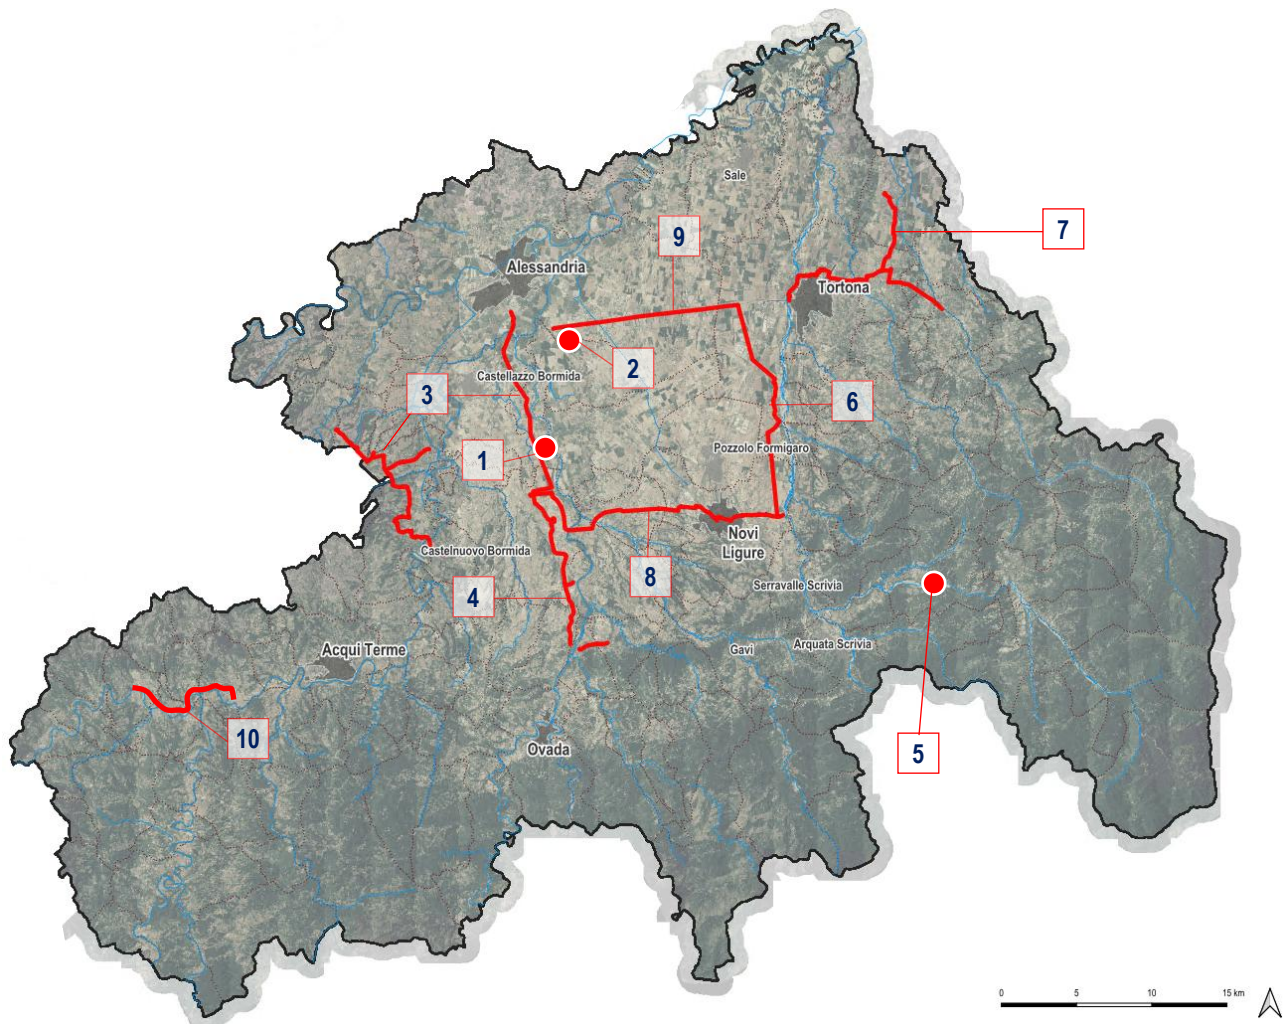 Sale
9
7
Alessandria
Tortona
2
Castellazzo Bormida
3
6
1
Pozzolo Formigaro
Novi
Ligure
Castelnuovo Bormida
8
Serravalle Scrivia
4
Acqui Terme
Gavi
Arquata Scrivia
10
Ovada
5
0 5 10 15 km